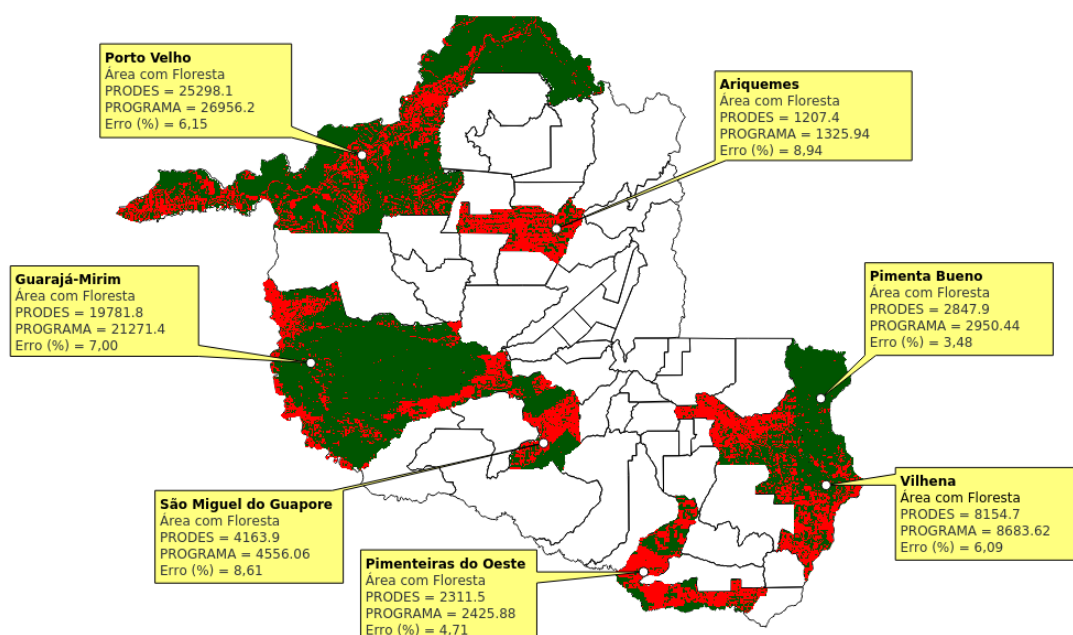 Porto Velho
Área com Floresta
PRODES = 25298.1
PROGRAMA = 26956.2
Erro (%) = 6,15
Ariquemes
Área com Floresta
PRODES = 1207.4
PROGRAMA = 1325.94
Erro (%) = 8,94
Guarajá-Mirim
Área com Floresta
PRODES = 19781.8
PROGRAMA = 21271.4
Erro (%) = 7,00
Pimenta Bueno
Área com Floresta
PRODES = 2847.9
PROGRAMA = 2950.44
Erro (%) = 3,48
São Miguel do Guapore
Área com Floresta
PRODES = 4163.9
PROGRAMA = 4556.06
Erro (%) = 8,61
Vilhena
Área com Floresta
PRODES = 8154.7
PROGRAMA = 8683.62
Erro (%) = 6,09
Pimenteiras do Oeste
Área com Floresta
PRODES = 2311.5
PROGRAMA = 2425.88
Erro (%) = 4,71